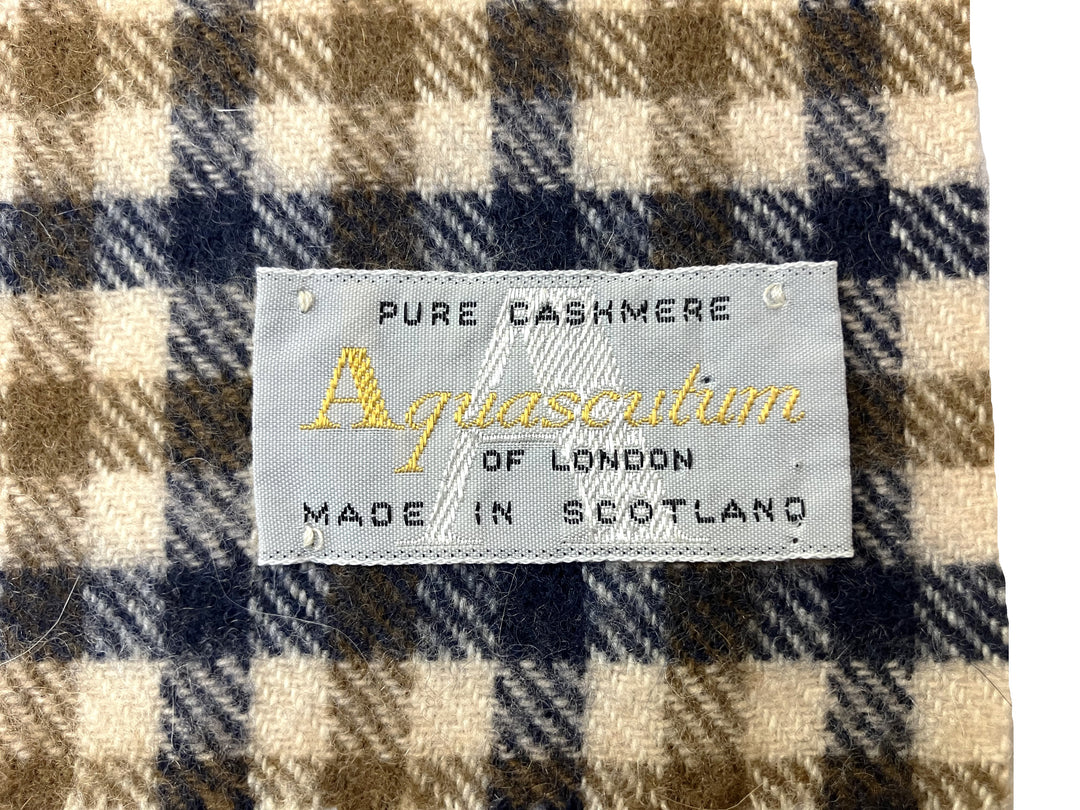 PURE CASHMERE
Aquascutum
OF LONDON
MADE IN SCOTLAND